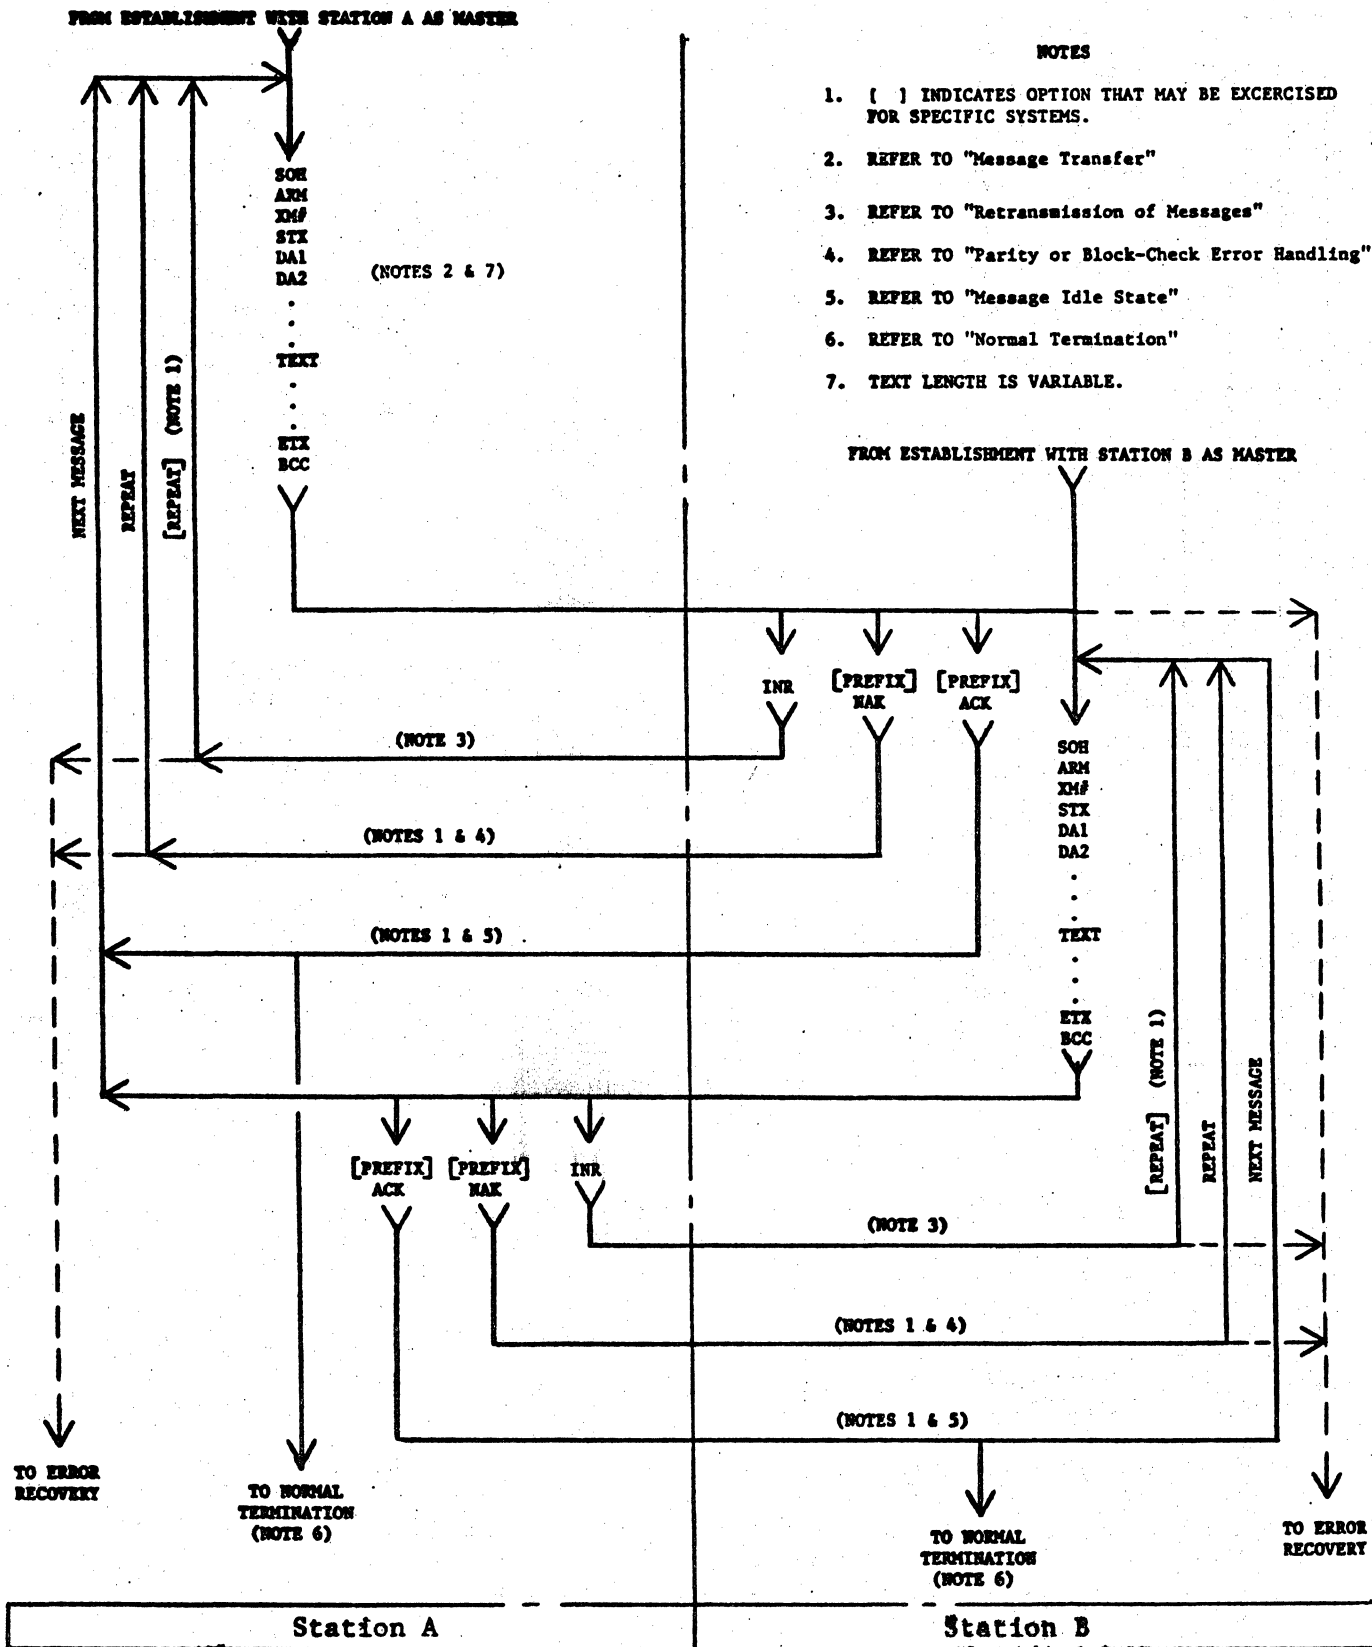 FROM ESTABLISHMENT WITH STATION A AS MASTER
NOTES
1. [ ] INDICATES OPTION THAT MAY BE EXCERCISED
FOR SPECIFIC SYSTEMS.
2. REFER TO "Message Transfer"
3. REFER TO "Retransmission of Messages"
4. REFER TO "Parity or Block-Check Error Handling"
5. REFER TO "Message Idle State"
6. REFER TO "Normal Termination"
7. TEXT LENGTH IS VARIABLE.
SOH
ARM
XM#
STX
DA1
DA2
.
.
.
TEXT
.
.
.
ETX
BCC
(NOTES 2 & 7)
NEXT MESSAGE
REPEAT
[REPEAT] (NOTE 1)
FROM ESTABLISHMENT WITH STATION B AS MASTER
INR
[PREFIX]
NAK
[PREFIX]
ACK
(NOTE 3)
(NOTES 1 & 4)
(NOTES 1 & 5)
SOH
ARM
XM#
STX
DA1
DA2
.
.
.
TEXT
.
.
.
ETX
BCC
[REPEAT] (NOTE 1)
REPEAT
NEXT MESSAGE
[PREFIX]
ACK
[PREFIX]
NAK
INR
(NOTE 3)
(NOTES 1 & 4)
(NOTES 1 & 5)
TO ERROR
RECOVERY
TO NORMAL
TERMINATION
(NOTE 6)
TO NORMAL
TERMINATION
(NOTE 6)
TO ERROR
RECOVERY
Station A
Station B